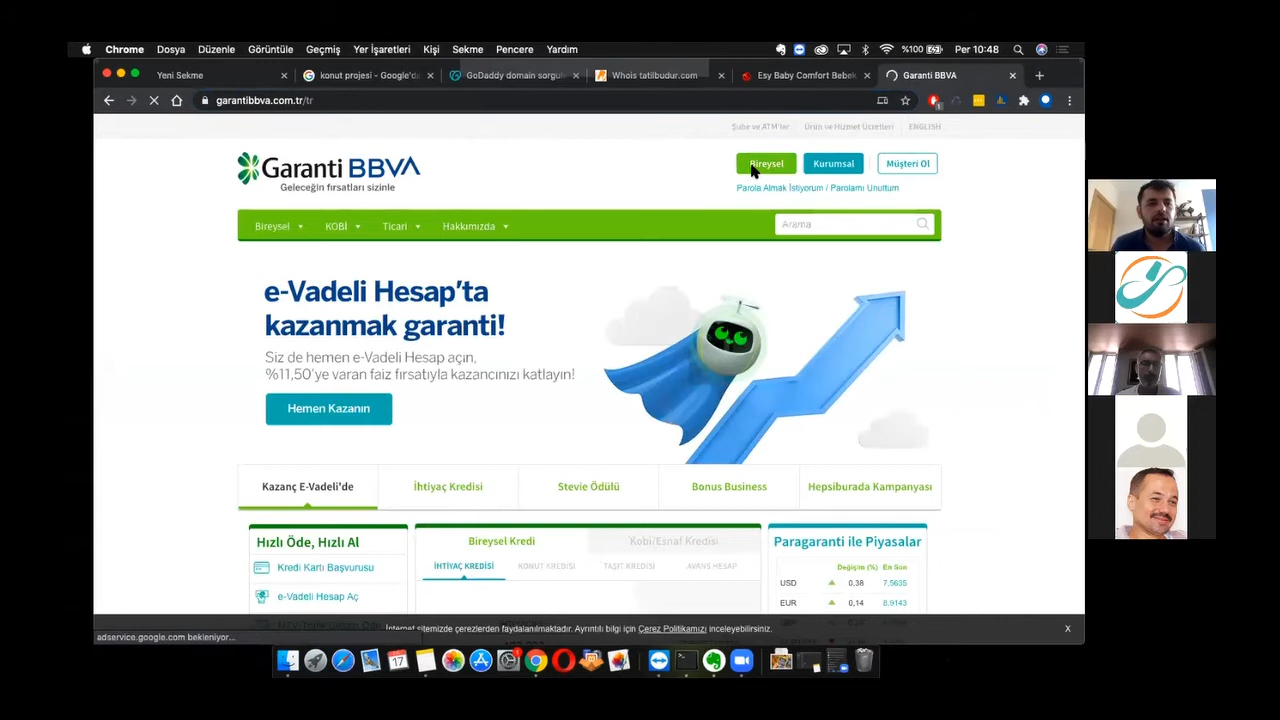 Chrome Dosya Düzenle Görüntüle Geçmiş Yer İşaretleri Kişi Sekme Pencere Yardım %100 Per 10:48
Yeni Sekme
konut projesi - Google'da
GoDaddy domain sorgula
Whois tatilbudur.com
Esy Baby Comfort Bebek
Garanti BBVA
garantibbva.com.tr/tr
Şube ve ATM'ler Ürün ve Hizmet Ücretleri ENGLISH
Garanti BBVA
Geleceğin fırsatları sizinle
Bireysel Kurumsal Müşteri Ol
Parola Almak İstiyorum / Parolamı Unuttum
Bireysel KOBİ Ticari Hakkımızda Arama
e-Vadeli Hesap'ta
kazanmak garanti!
Siz de hemen e-Vadeli Hesap açın,
%11,50'ye varan faiz fırsatıyla kazancınızı katlayın!
Hemen Kazanın
Kazanç E-Vadeli'de İhtiyaç Kredisi Stevie Ödülü Bonus Business Hepsiburada Kampanyası
Hızlı Öde, Hızlı Al
Kredi Kartı Başvurusu
e-Vadeli Hesap Aç
Bireysel Kredi Kobi/Esnaf Kredisi
İHTİYAÇ KREDİSİ KONUT KREDİSİ TAŞIT KREDİSİ AVANS HESAP
Paragaranti ile Piyasalar
Değişim (%) En Son
USD 0,38 7,5635
EUR 0,14 8,9143
İnternet sitemizde çerezlerden faydalanılmaktadır. Ayrıntılı bilgi için Çerez Politikamızı inceleyebilirsiniz. X
adservice.google.com bekleniyor...
17